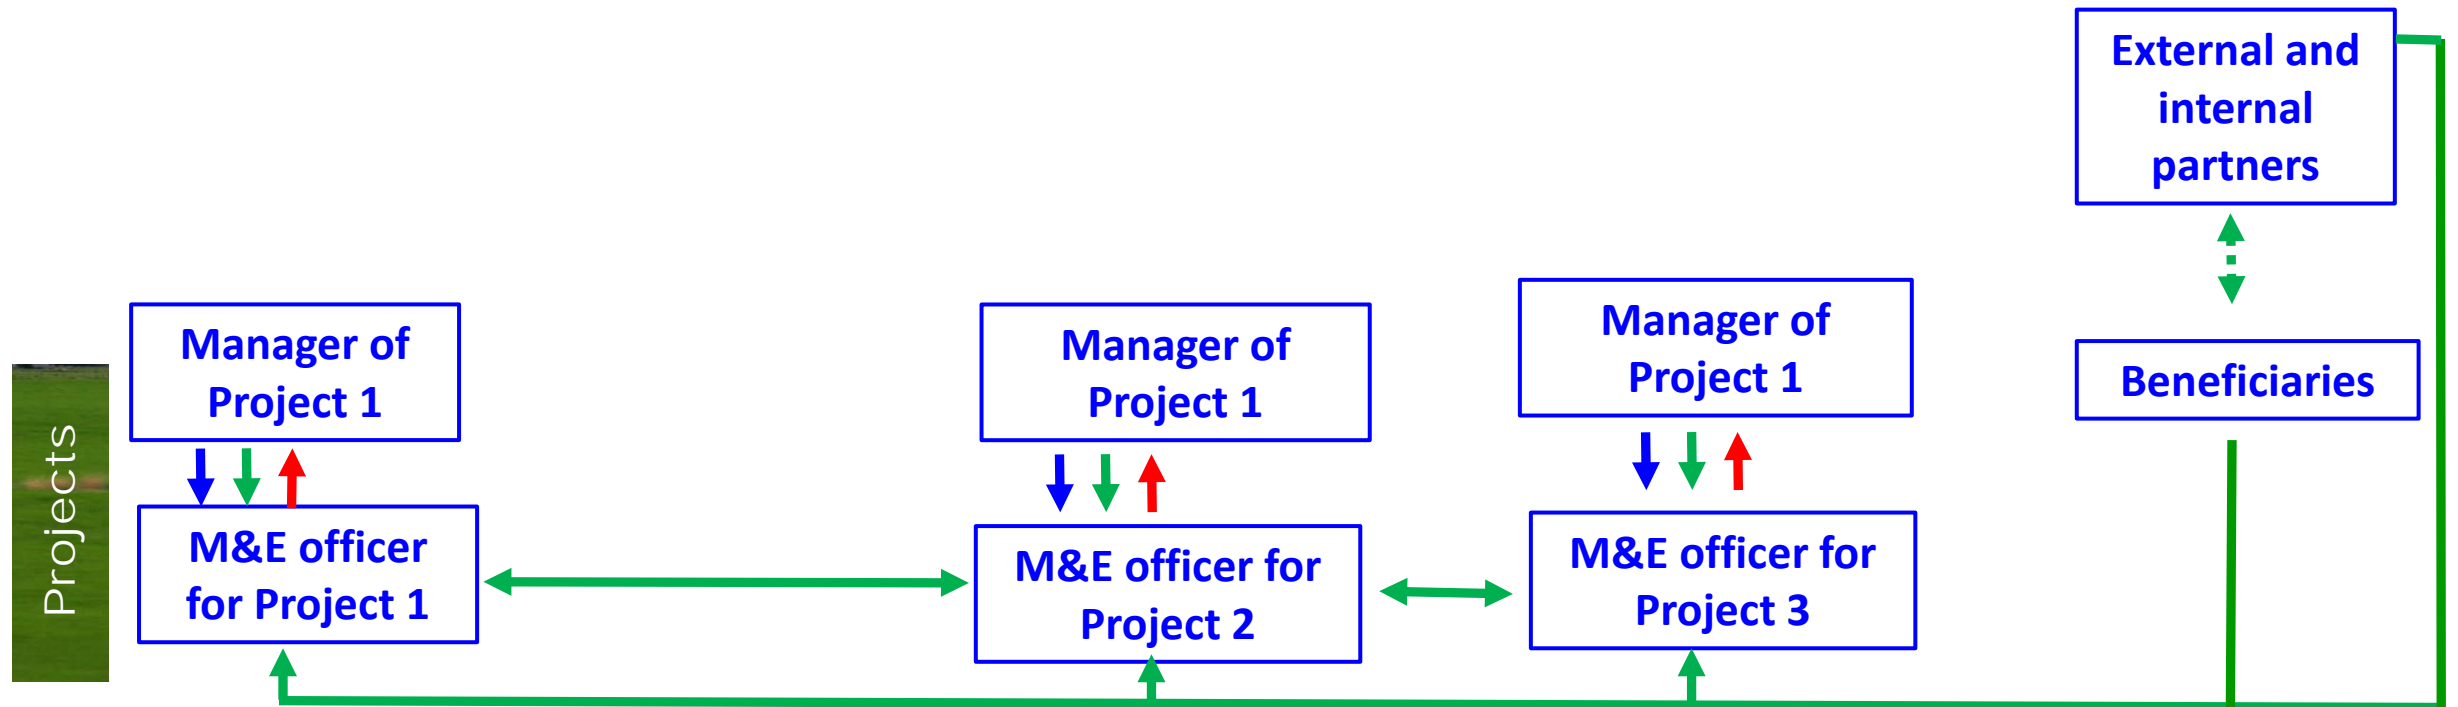 External and
internal
partners
Manager of
Project 1
Manager of
Project 1
Manager of
Project 1
Beneficiaries
Projects
M&E officer
for Project 1
M&E officer for
Project 2
M&E officer for
Project 3